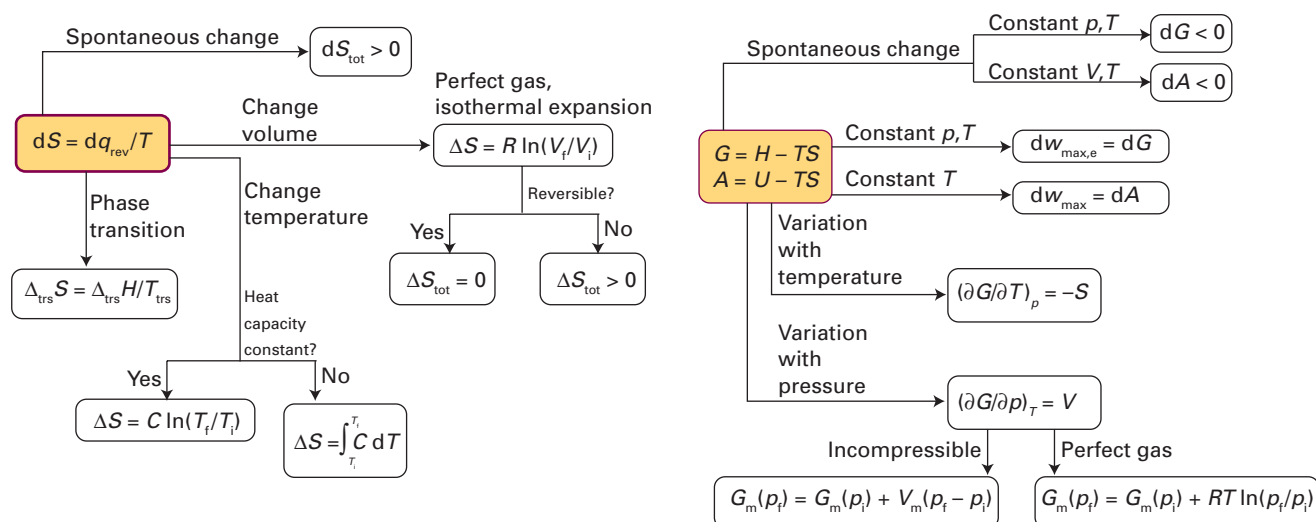 Spontaneous change
dS_tot > 0
dS = dq_rev/T
Change
volume
Perfect gas,
isothermal expansion
ΔS = R ln(V_f/V_i)
Reversible?
Yes
No
ΔS_tot = 0
ΔS_tot > 0
Phase
transition
Δ_trs S = Δ_trs H/T_trs
Change
temperature
Heat
capacity
constant?
Yes
No
ΔS = C ln(T_f/T_i)
ΔS = ∫_{T_i}^{T_f} C dT
Spontaneous change
Constant p,T
dG < 0
Constant V,T
dA < 0
G = H – TS
A = U – TS
Constant p,T
dw_max,e = dG
Constant T
dw_max = dA
Variation
with
temperature
(∂G/∂T)_p = –S
Variation
with
pressure
(∂G/∂p)_T = V
Incompressible
Perfect gas
G_m(p_f) = G_m(p_i) + V_m(p_f – p_i)
G_m(p_f) = G_m(p_i) + RT ln(p_f/p_i)